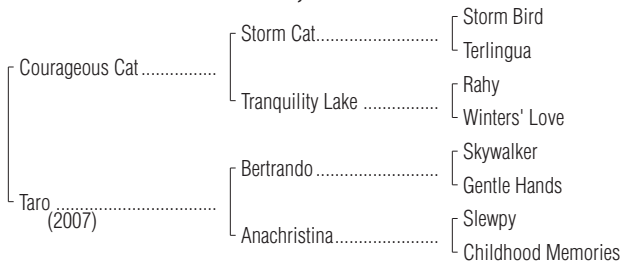 Storm Bird
Storm Cat................................
Terlingua
Courageous Cat ................
Rahy
Tranquility Lake ...................
Winters' Love
Skywalker
Bertrando ...............................
Gentle Hands
Taro ..................................
(2007)
Slewpy
Anachristina..........................
Childhood Memories